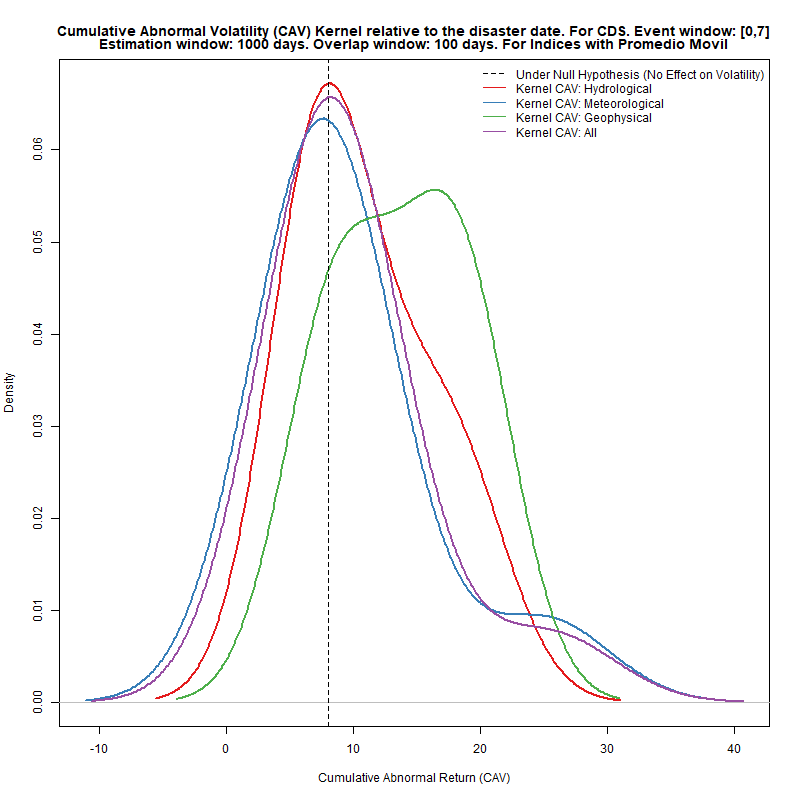 Cumulative Abnormal Volatility (CAV) Kernel relative to the disaster date. For CDS. Event window: [0,7]
Estimation window: 1000 days. Overlap window: 100 days. For Indices with Promedio Movil
Under Null Hypothesis (No Effect on Volatility)
Kernel CAV: Hydrological
Kernel CAV: Meteorological
Kernel CAV: Geophysical
Kernel CAV: All
Density
0.06
0.05
0.04
0.03
0.02
0.01
0.00
-10 0 10 20 30 40
Cumulative Abnormal Return (CAV)